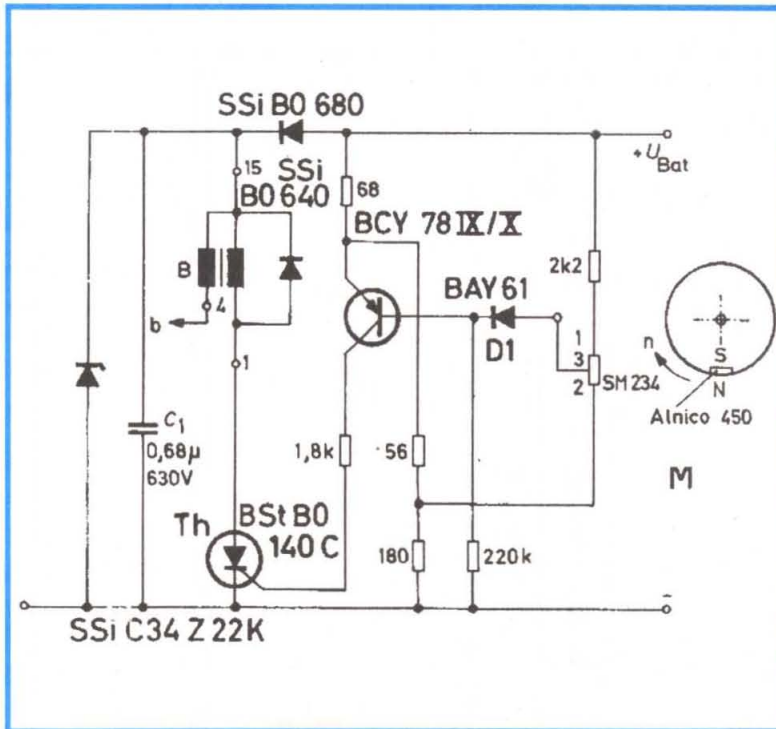 SSi B0 680
+U Bat
15
SSi
B0 640
68
BCY 78 IX/X
2k2
B
BAY 61
4
b
D1
1
n
S
3
1
SM 234
2
N
Alnico 450
C1
0,68µ
630V
1,8k
56
M
Th
BSt B0
140 C
180
220k
-
SSi C34 Z 22K